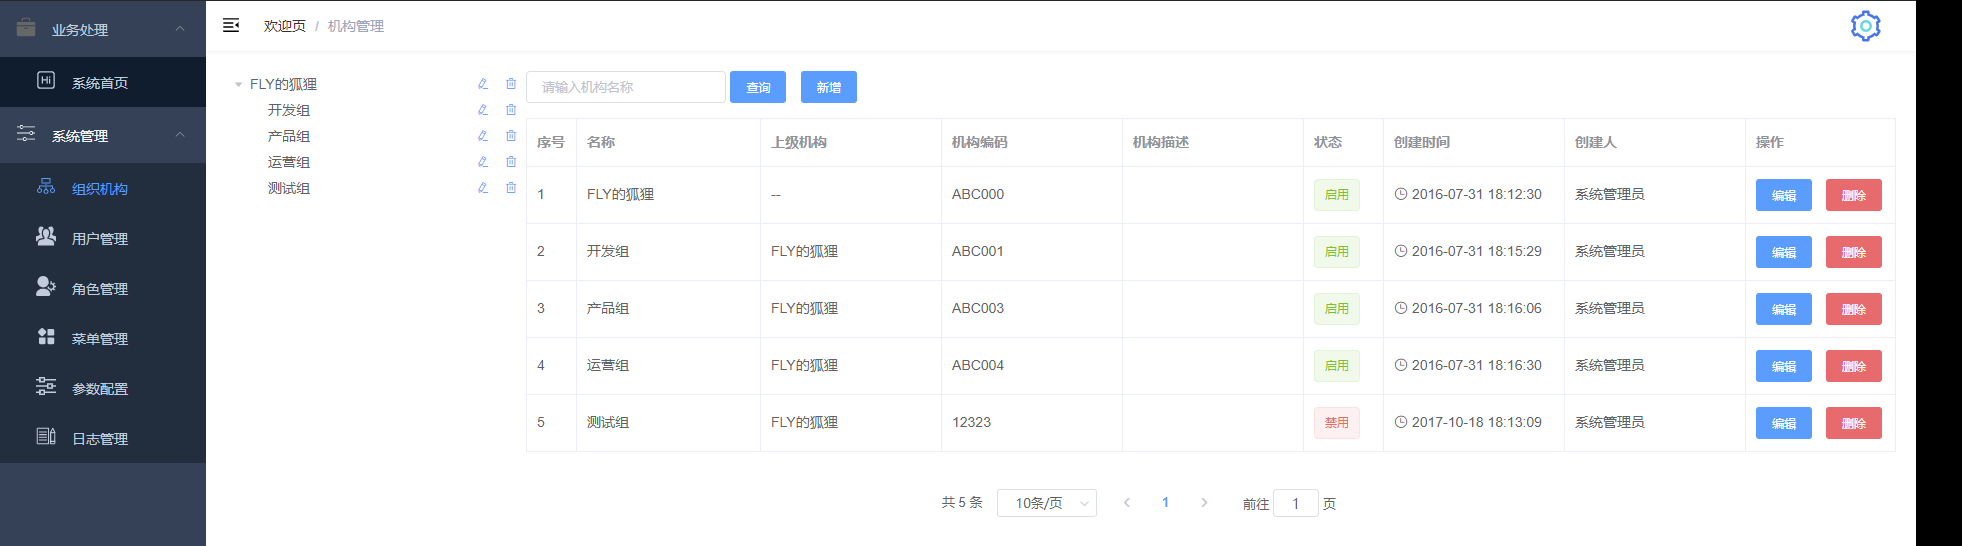 业务处理
Hi 系统首页
系统管理
组织机构
用户管理
角色管理
菜单管理
参数配置
日志管理
欢迎页 / 机构管理
FLY的狐狸
开发组
产品组
运营组
测试组
请输入机构名称 查询 新增
序号 名称 上级机构 机构编码 机构描述 状态 创建时间 创建人 操作
1 FLY的狐狸 -- ABC000 启用 2016-07-31 18:12:30 系统管理员 编辑 删除
2 开发组 FLY的狐狸 ABC001 启用 2016-07-31 18:15:29 系统管理员 编辑 删除
3 产品组 FLY的狐狸 ABC003 启用 2016-07-31 18:16:06 系统管理员 编辑 删除
4 运营组 FLY的狐狸 ABC004 启用 2016-07-31 18:16:30 系统管理员 编辑 删除
5 测试组 FLY的狐狸 12323 禁用 2017-10-18 18:13:09 系统管理员 编辑 删除
共 5 条 10条/页 1 前往 1 页